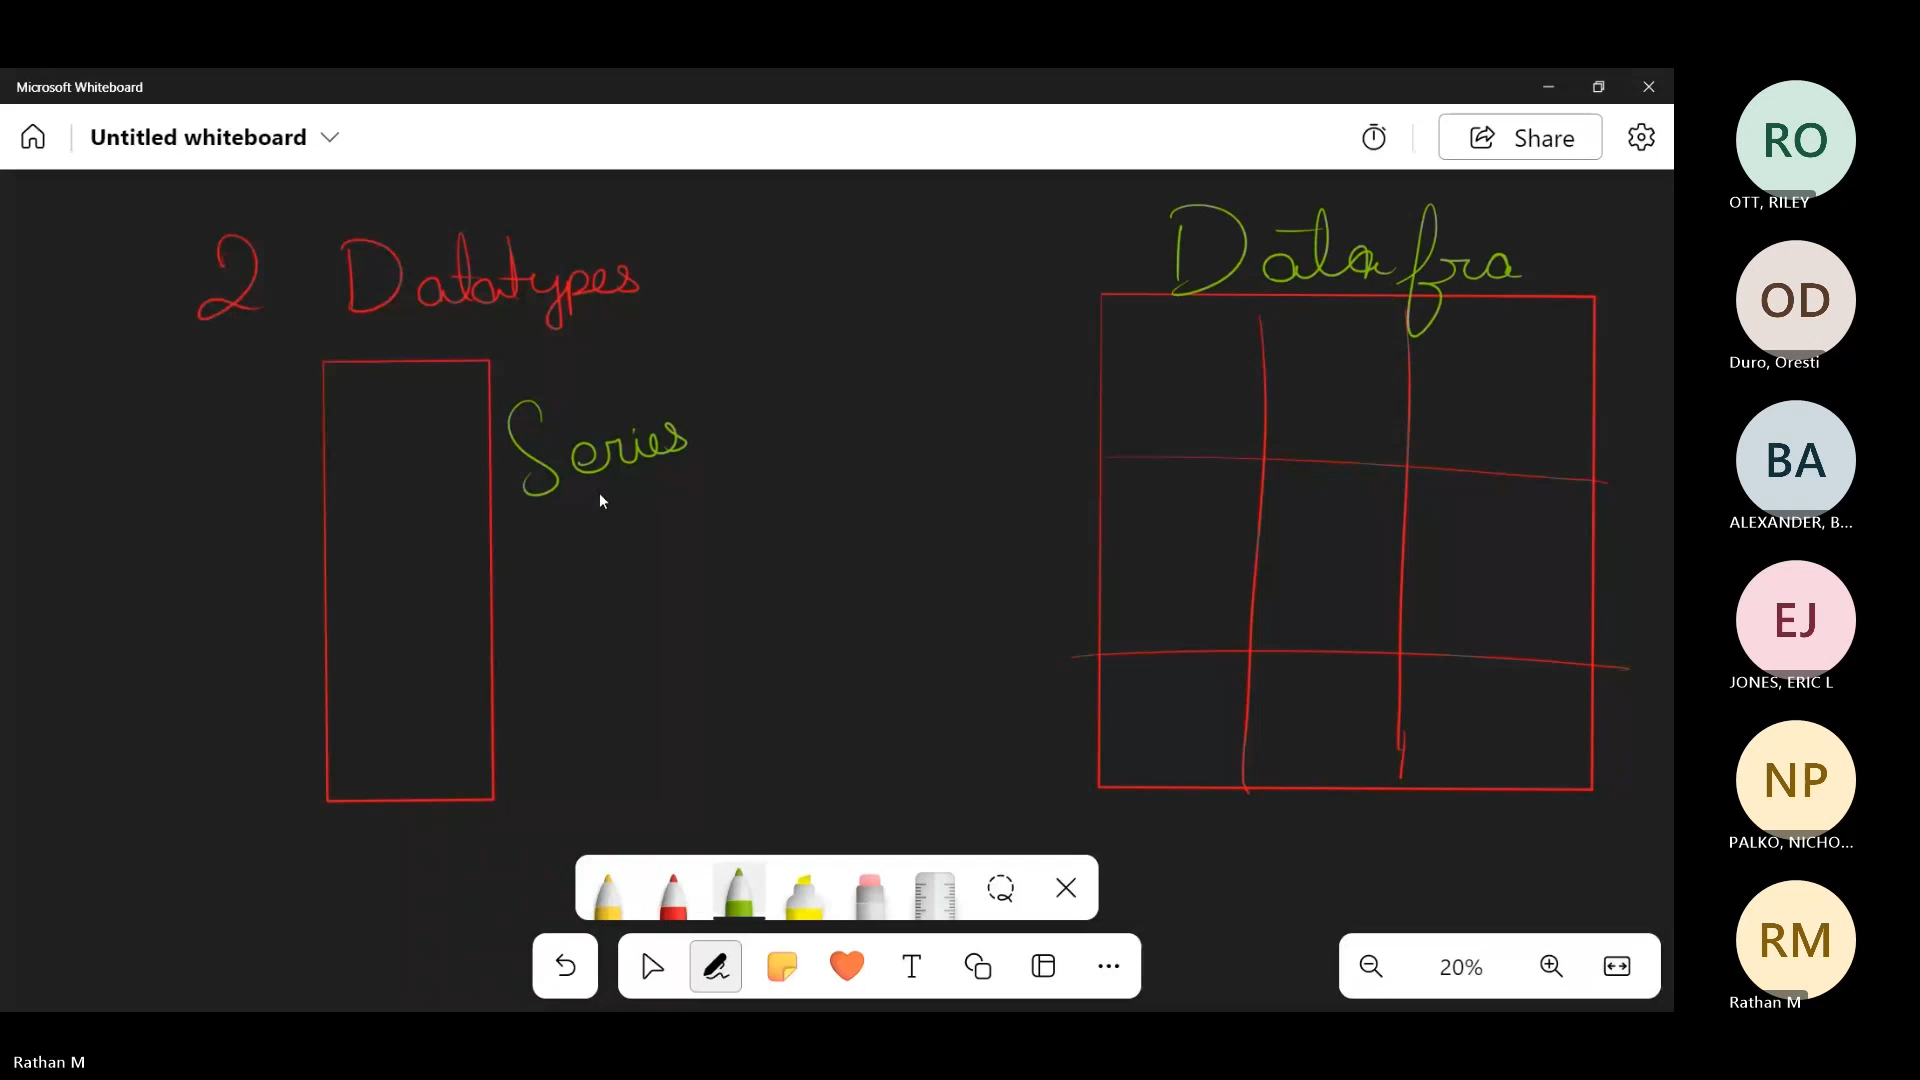 Microsoft Whiteboard
Untitled whiteboard
Share
2 Datatypes
Datafra
Series
20%
RO
OTT, RILEY
OD
Duro, Oresti
BA
ALEXANDER, B...
EJ
JONES, ERIC L
NP
PALKO, NICHO...
RM
Rathan M
Rathan M